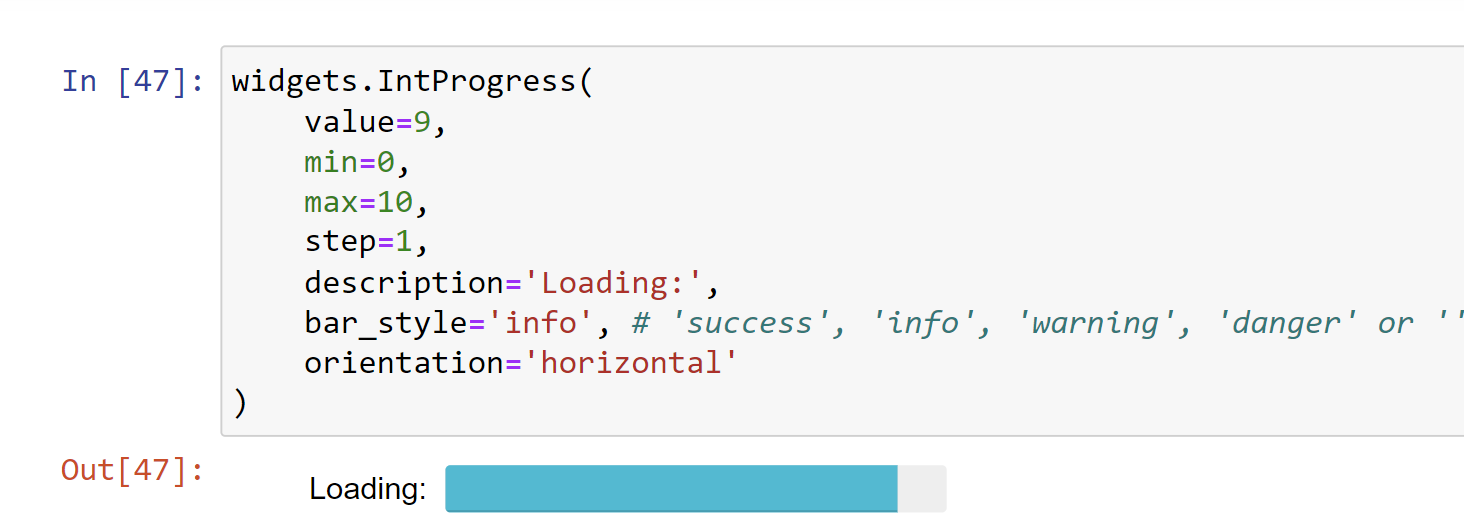 In [47]: widgets.IntProgress(
    value=9,
    min=0,
    max=10,
    step=1,
    description='Loading:',
    bar_style='info', # 'success', 'info', 'warning', 'danger' or ''
    orientation='horizontal'
)
Out[47]:
Loading: